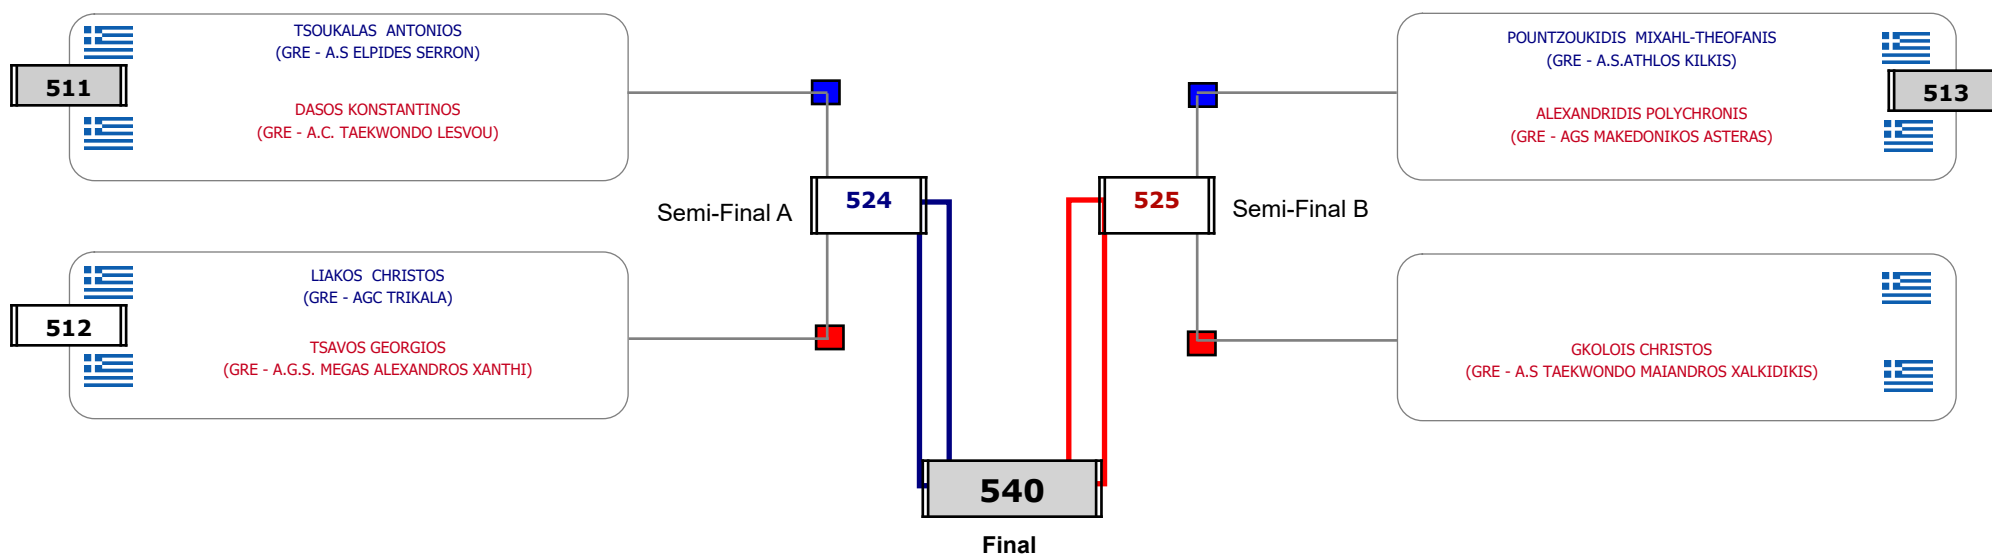 TSOUKALAS ANTONIOS
(GRE - A.S ELPIDES SERRON)
511
DASOS KONSTANTINOS
(GRE - A.C. TAEKWONDO LESVOU)
POUNTZOUKIDIS MIXAHL-THEOFANIS
(GRE - A.S.ATHLOS KILKIS)
513
ALEXANDRIDIS POLYCHRONIS
(GRE - AGS MAKEDONIKOS ASTERAS)
Semi-Final A
524
525
Semi-Final B
LIAKOS CHRISTOS
(GRE - AGC TRIKALA)
512
TSAVOS GEORGIOS
(GRE - A.G.S. MEGAS ALEXANDROS XANTHI)
GKOLOIS CHRISTOS
(GRE - A.S TAEKWONDO MAIANDROS XALKIDIKIS)
540
Final